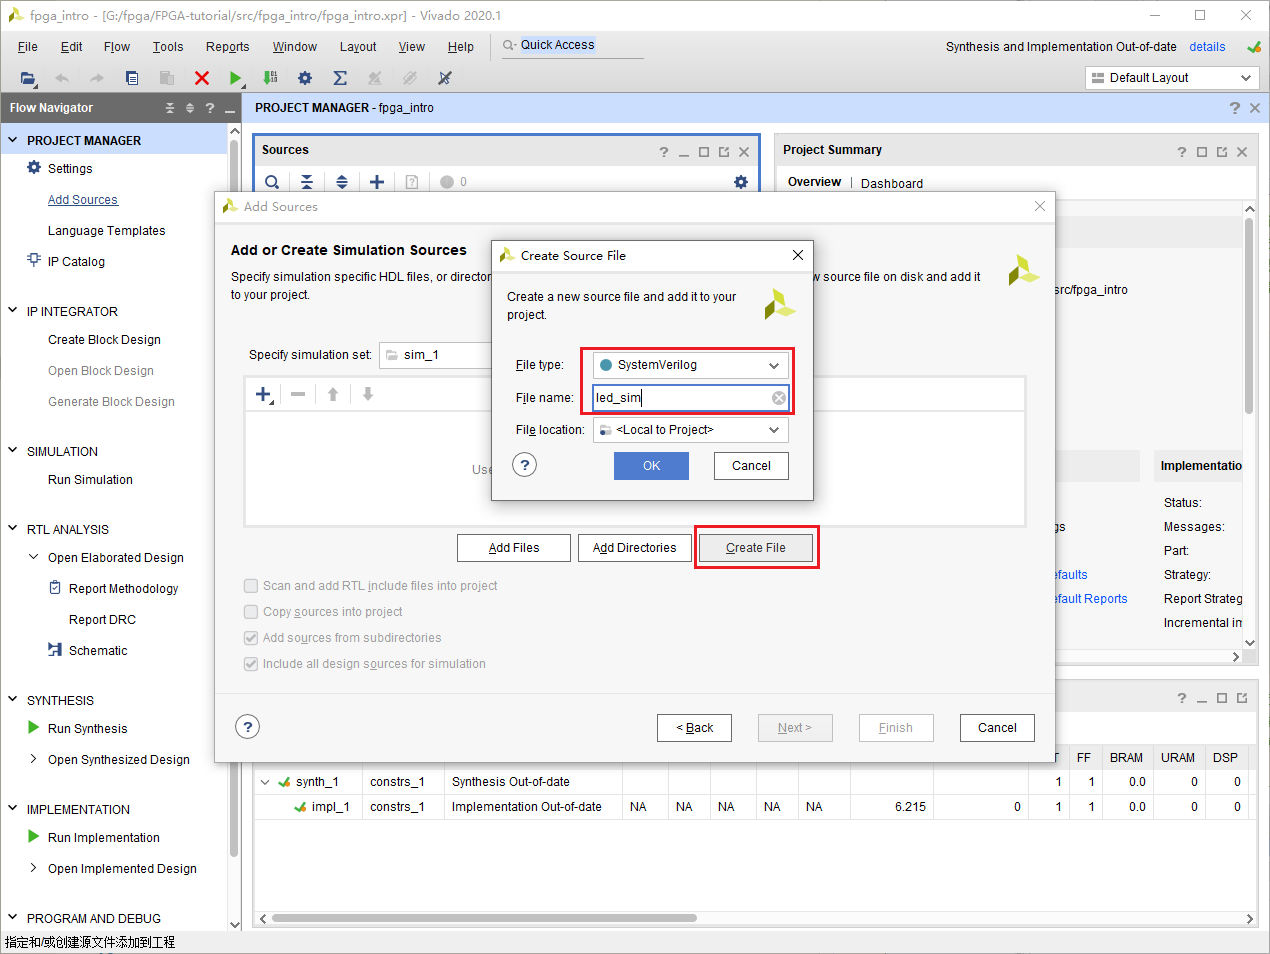 fpga_intro - [G:/fpga/FPGA-tutorial/src/fpga_intro/fpga_intro.xpr] - Vivado 2020.1
File Edit Flow Tools Reports Window Layout View Help Quick Access
Synthesis and Implementation Out-of-date details
Default Layout
Flow Navigator
PROJECT MANAGER - fpga_intro
PROJECT MANAGER
Settings
Add Sources
Language Templates
IP Catalog
IP INTEGRATOR
Create Block Design
Open Block Design
Generate Block Design
SIMULATION
Run Simulation
RTL ANALYSIS
Open Elaborated Design
Report Methodology
Report DRC
Schematic
SYNTHESIS
Run Synthesis
Open Synthesized Design
IMPLEMENTATION
Run Implementation
Open Implemented Design
PROGRAM AND DEBUG
Sources
0
Project Summary
Overview | Dashboard
src/fpga_intro
Implementatio
Status:
Messages:
Part:
Strategy:
Report Strateg
Incremental im
gs
efaults
efault Reports
Add Sources
Add or Create Simulation Sources
Specify simulation specific HDL files, or director
w source file on disk and add it
to your project.
Specify simulation set: sim_1
Use
Add Files Add Directories Create File
Scan and add RTL include files into project
Copy sources into project
Add sources from subdirectories
Include all design sources for simulation
< Back Next > Finish Cancel
Create Source File
Create a new source file and add it to your
project.
File type: SystemVerilog
File name: led_sim
File location: <Local to Project>
OK Cancel
T FF BRAM URAM DSP
synth_1 constrs_1 Synthesis Out-of-date 1 1 0.0 0 0
impl_1 constrs_1 Implementation Out-of-date NA NA NA NA NA 6.215 0 1 1 0.0 0 0
指定和/或创建源文件添加到工程